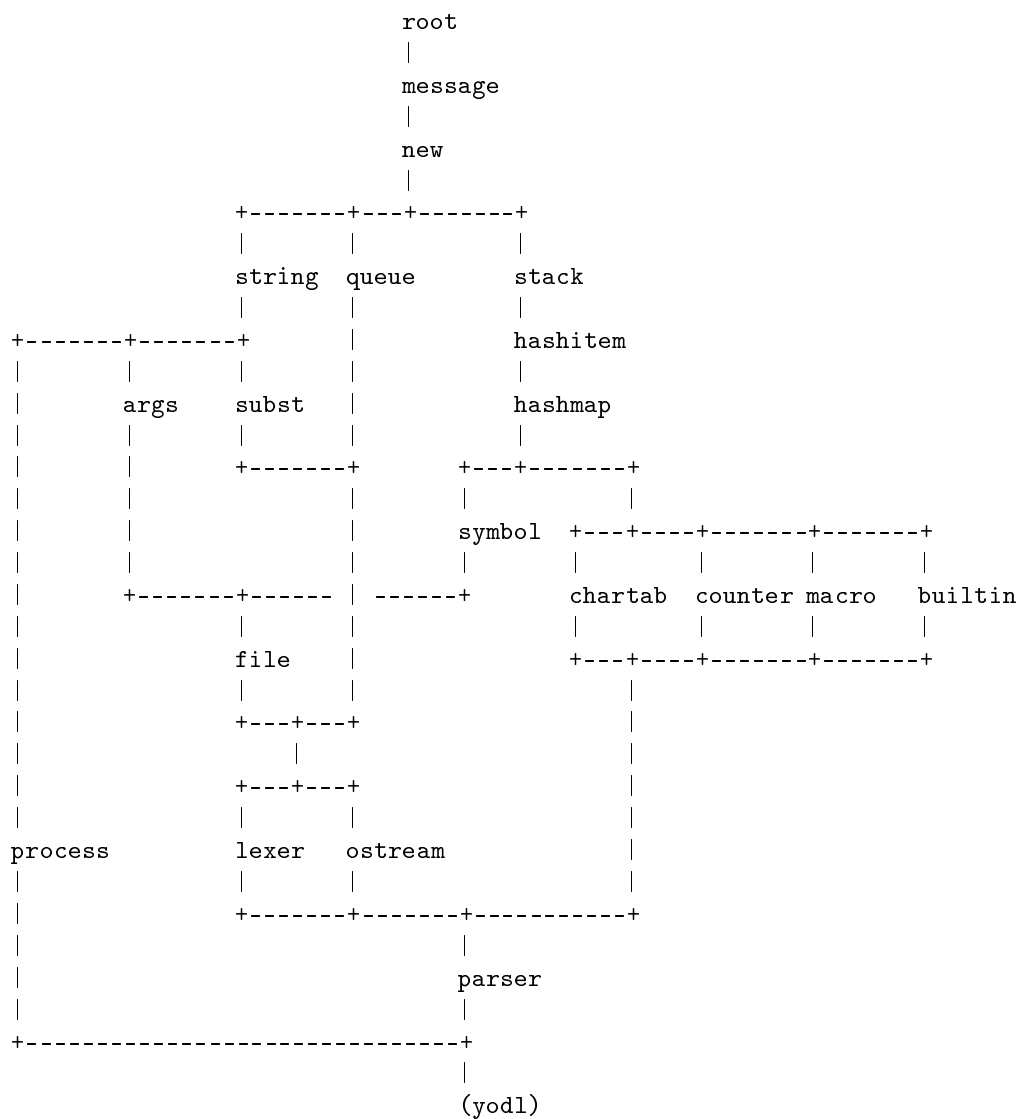 root
message
new
string queue stack
hashitem
args subst hashmap
symbol
chartab counter macro builtin
file
process lexer ostream
parser
(yodl)